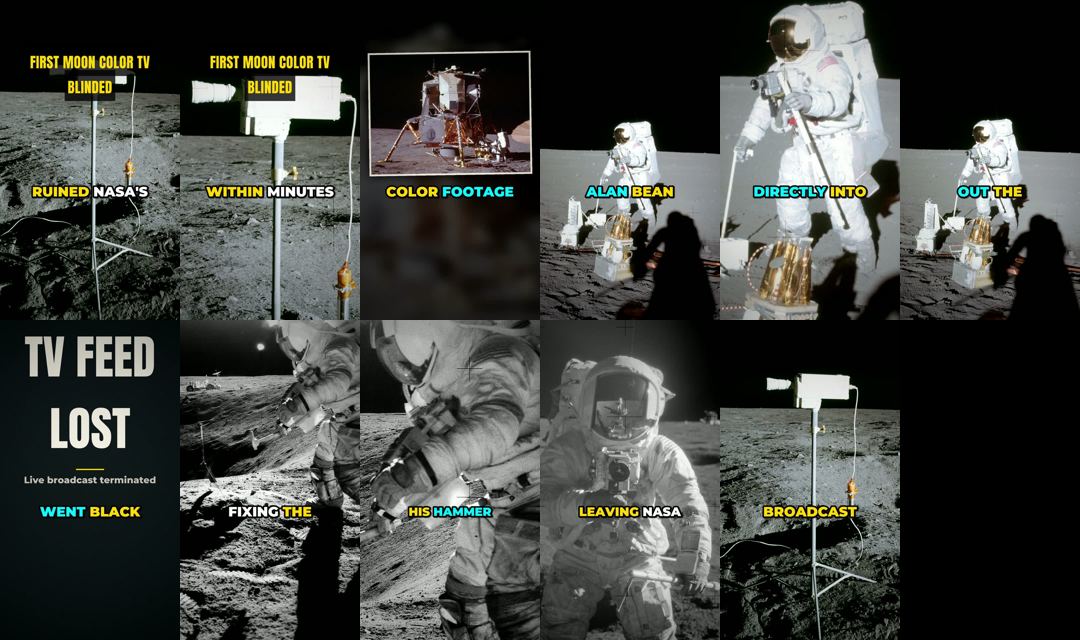 FIRST MOON COLOR TV
BLINDED
RUINED NASA'S
FIRST MOON COLOR TV
BLINDED
WITHIN MINUTES
COLOR FOOTAGE
ALAN BEAN
DIRECTLY INTO
OUT THE
TV FEED
LOST
Live broadcast terminated
WENT BLACK
FIXING THE
HIS HAMMER
LEAVING NASA
BROADCAST